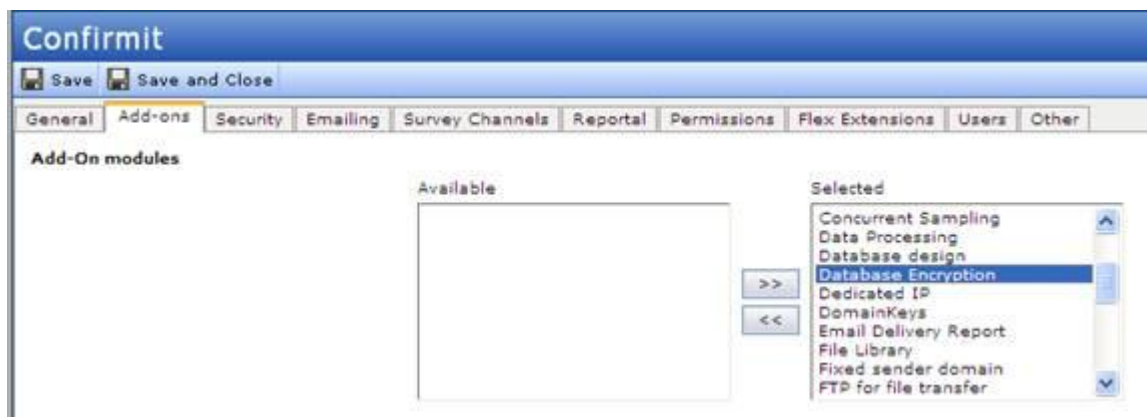 Confirmit
Save Save and Close
General Add-ons Security Emailing Survey Channels Reportal Permissions Flex Extensions Users Other
Add-On modules
Available Selected
Concurrent Sampling
Data Processing
Database design
Database Encryption
>>
Dedicated IP
DomainKeys
<<
Email Delivery Report
File Library
Fixed sender domain
FTP for file transfer